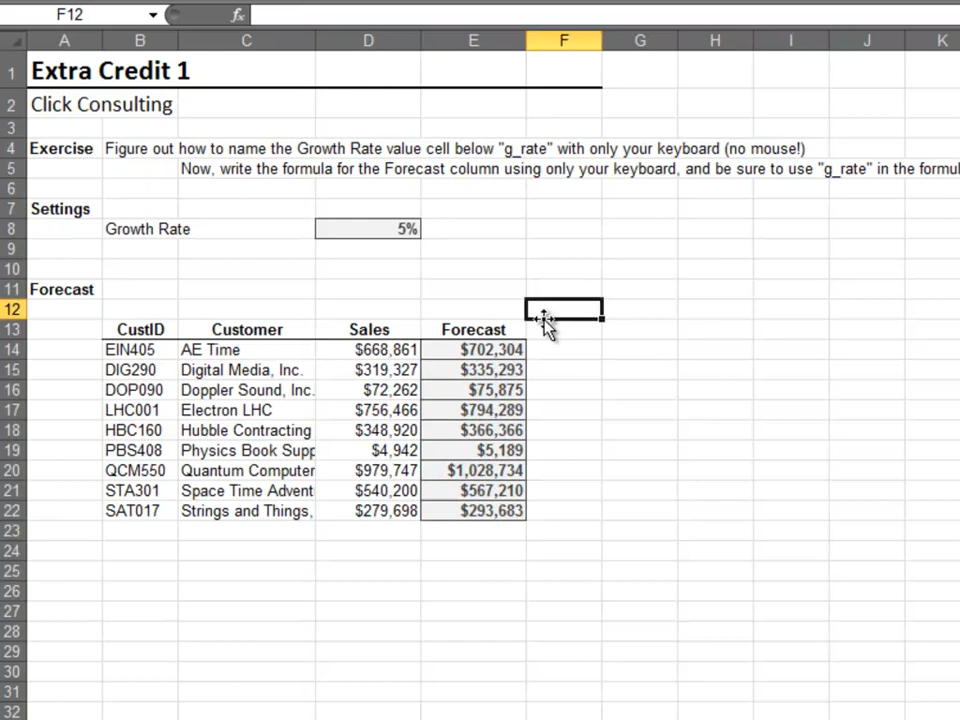 F12 fx
A B C D E F G H I J K
1 Extra Credit 1
2 Click Consulting
3
4 Exercise Figure out how to name the Growth Rate value cell below "g_rate" with only your keyboard (no mouse!)
5 Now, write the formula for the Forecast column using only your keyboard, and be sure to use "g_rate" in the formul
6
7 Settings
8 Growth Rate 5%
9
10
11 Forecast
12
13 CustID Customer Sales Forecast
14 EIN405 AE Time $668,861 $702,304
15 DIG290 Digital Media, Inc. $319,327 $335,293
16 DOP090 Doppler Sound, Inc. $72,262 $75,875
17 LHC001 Electron LHC $756,466 $794,289
18 HBC160 Hubble Contracting $348,920 $366,366
19 PBS408 Physics Book Supp $4,942 $5,189
20 QCM550 Quantum Computer $979,747 $1,028,734
21 STA301 Space Time Advent $540,200 $567,210
22 SAT017 Strings and Things, $279,698 $293,683
23
24
25
26
27
28
29
30
31
32